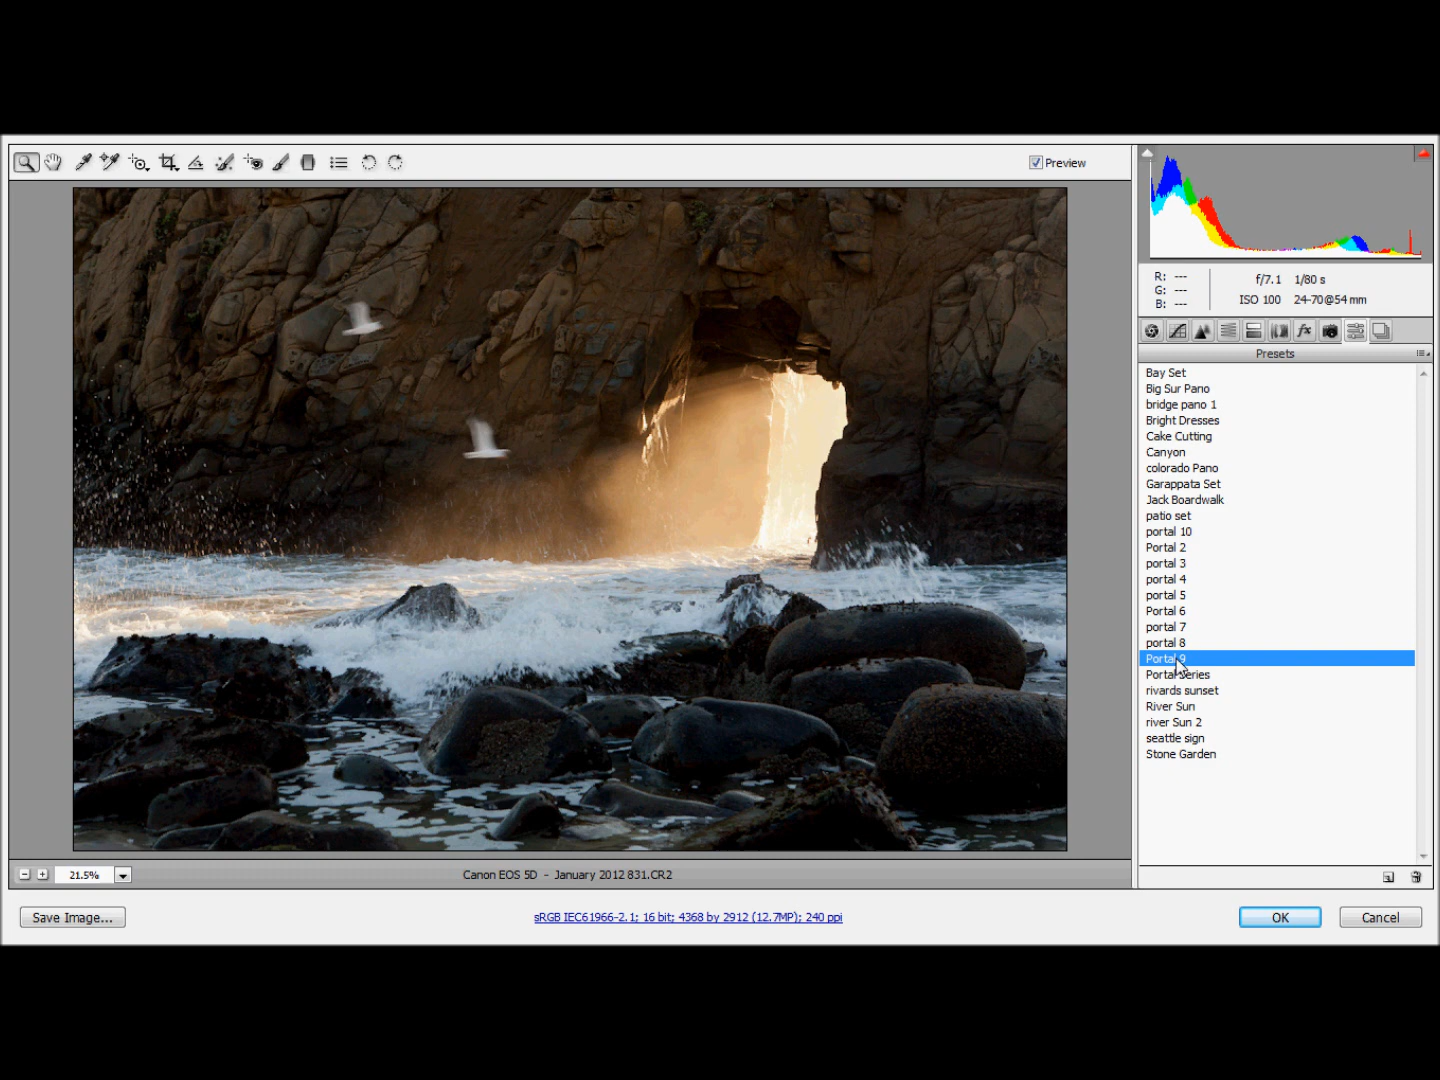 Preview
R: ---
G: ---
B: ---
f/7.1 1/80 s
ISO 100 24-70@54 mm
fx
Presets
Bay Set
Big Sur Pano
bridge pano 1
Bright Dresses
Cake Cutting
Canyon
colorado Pano
Garappata Set
Jack Boardwalk
patio set
portal 10
Portal 2
portal 3
portal 4
portal 5
Portal 6
portal 7
portal 8
Portal 9
Portal Series
rivards sunset
River Sun
river Sun 2
seattle sign
Stone Garden
21.5%
Canon EOS 5D - January 2012 831.CR2
Save Image...
sRGB IEC61966-2.1; 16 bit; 4368 by 2912 (12.7MP); 240 ppi
OK
Cancel